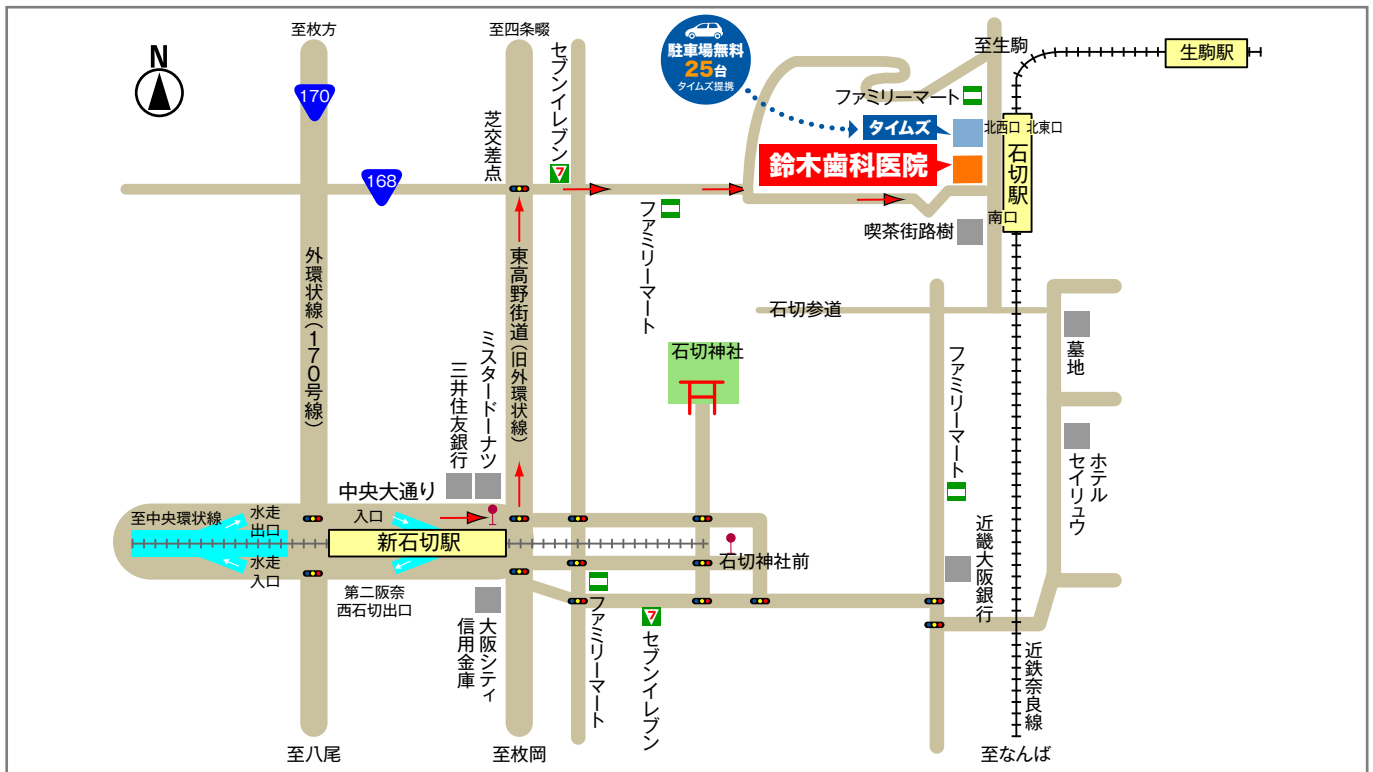 至枚方
至四条畷
N
170
168
芝交差点
セブンイレブン
7
駐車場無料
25台
タイムズ提携
至生駒
生駒駅
ファミリーマート
タイムズ
北西口
北東口
鈴木歯科医院
石切駅
南口
喫茶街路樹
ファミリーマート
外環状線(170号線)
東高野街道(旧外環状線)
石切参道
石切神社
ファミリーマート
墓地
ホテル
セイリュウ
ミスタードーナツ
三井住友銀行
中央大通り
至中央環状線
水走
出口
入口
新石切駅
水走
入口
石切神社前
第二阪奈
西石切出口
大阪シティ
信用金庫
ファミリーマート
7
セブンイレブン
近畿大阪銀行
近鉄奈良線
至八尾
至枚岡
至なんば